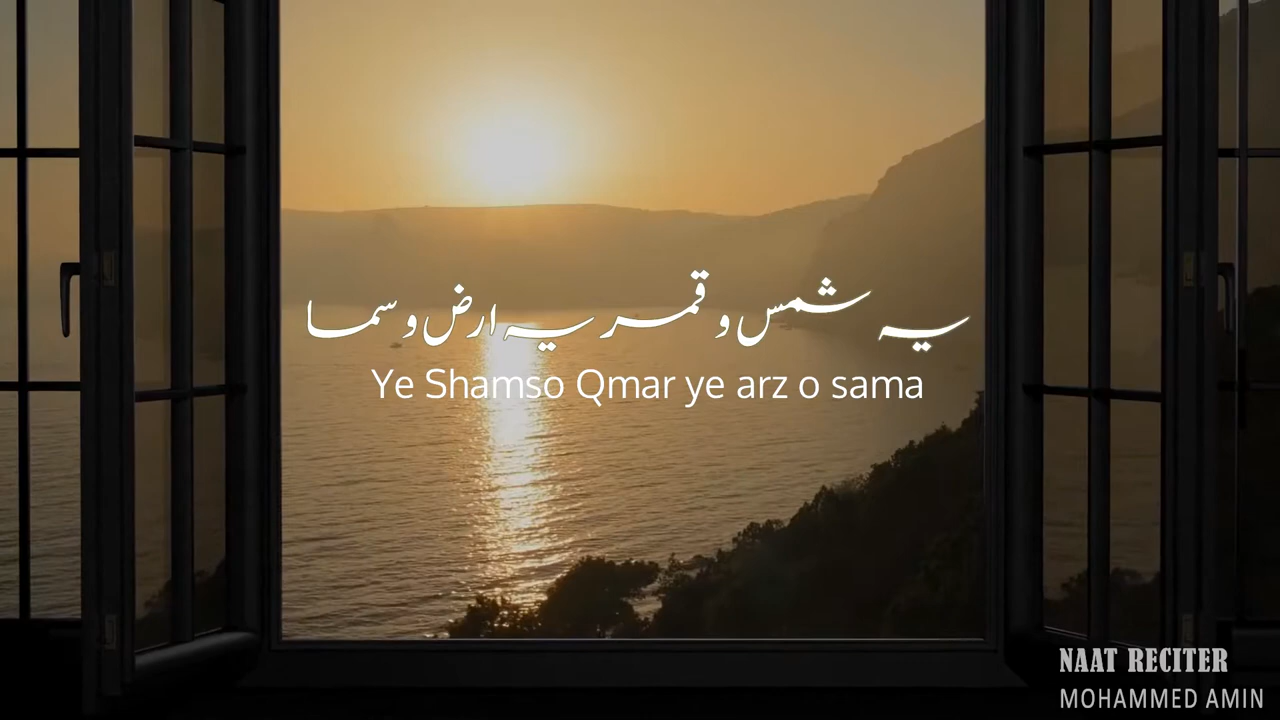 یہ شمس و قمر یہ ارض و سما
Ye Shamso Qmar ye arz o sama
NAAT RECITER
MOHAMMED AMIN